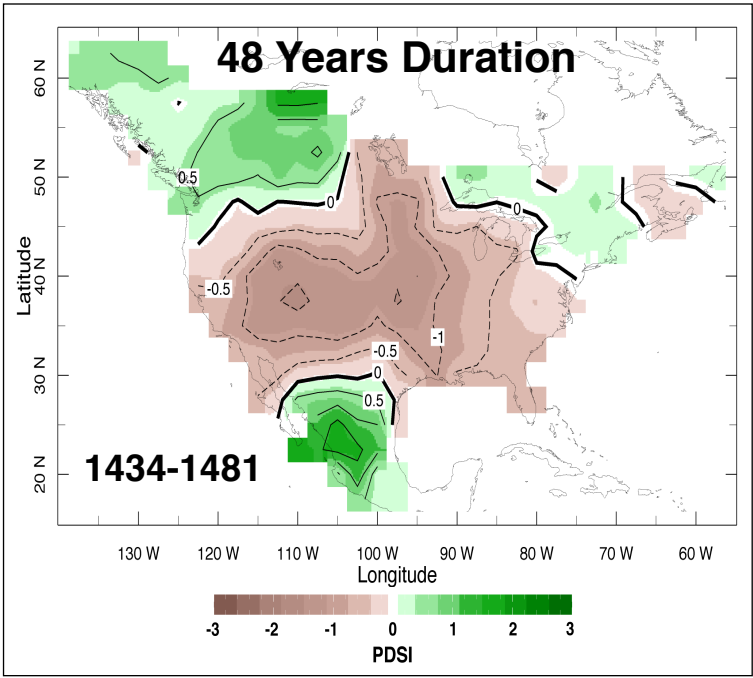 48 Years Duration
60 N
50 N
40 N
30 N
20 N
Latitude
0.5
0
0
-0.5
-1
-0.5
0
0.5
1434-1481
130 W 120 W 110 W 100 W 90 W 80 W 70 W 60 W
Longitude
-3 -2 -1 0 1 2 3
PDSI